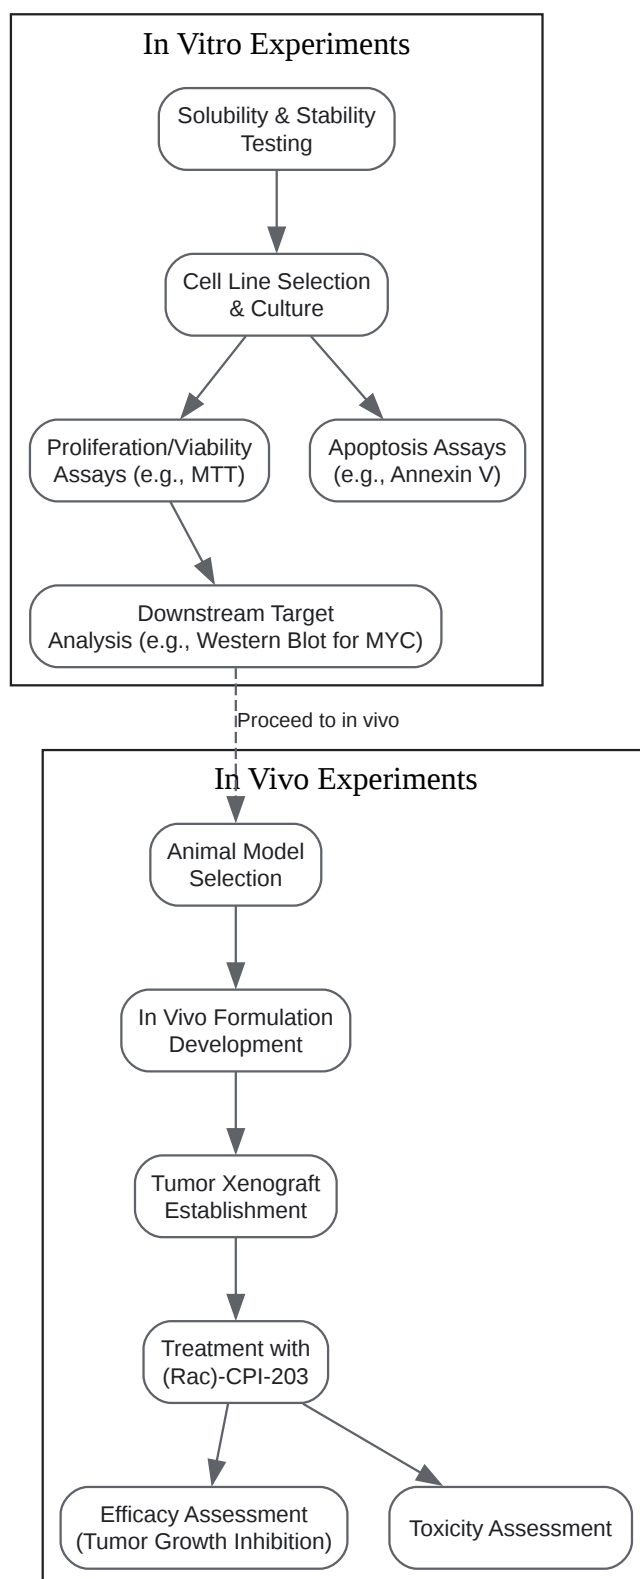 In Vitro Experiments
Solubility & Stability
Testing
Cell Line Selection
& Culture
Proliferation/Viability
Assays (e.g., MTT)
Apoptosis Assays
(e.g., Annexin V)
Downstream Target
Analysis (e.g., Western Blot for MYC)
Proceed to in vivo
In Vivo Experiments
Animal Model
Selection
In Vivo Formulation
Development
Tumor Xenograft
Establishment
Treatment with
(Rac)-CPI-203
Efficacy Assessment
(Tumor Growth Inhibition)
Toxicity Assessment